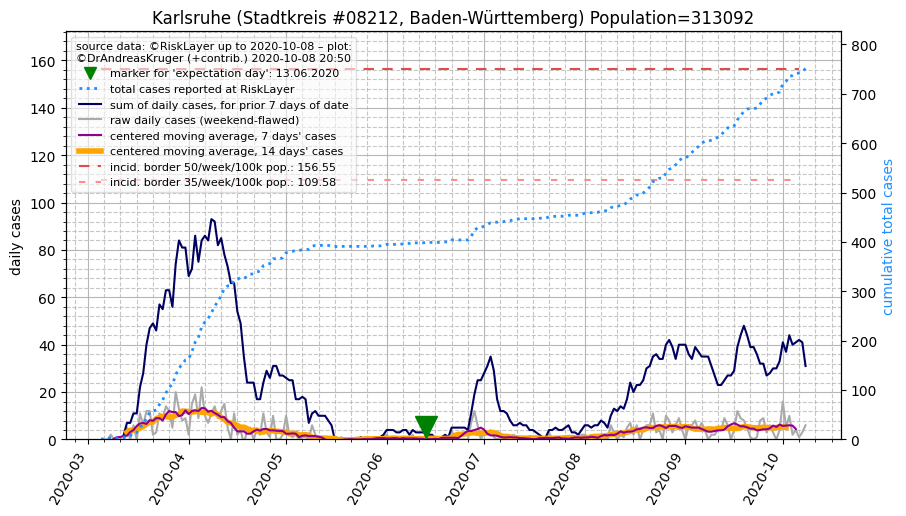 Karlsruhe (Stadtkreis #08212, Baden-Württemberg) Population=313092
source data: ©RiskLayer up to 2020-10-08 – plot:
©DrAndreasKruger (+contrib.) 2020-10-08 20:50
marker for 'expectation day': 13.06.2020
total cases reported at RiskLayer
sum of daily cases, for prior 7 days of date
raw daily cases (weekend-flawed)
centered moving average, 7 days' cases
centered moving average, 14 days' cases
incid. border 50/week/100k pop.: 156.55
incid. border 35/week/100k pop.: 109.58
daily cases
160
140
120
100
80
60
40
20
0
cumulative total cases
800
700
600
500
400
300
200
100
0
2020-03
2020-04
2020-05
2020-06
2020-07
2020-08
2020-09
2020-10